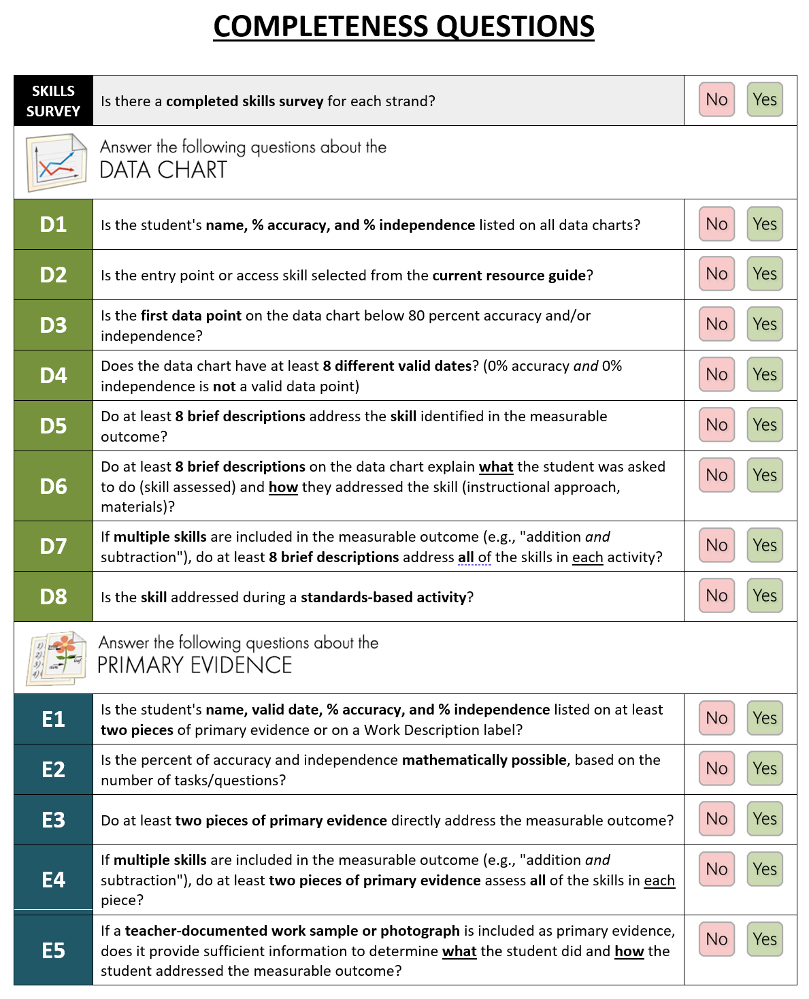 COMPLETENESS QUESTIONS
SKILLS
SURVEY
Is there a completed skills survey for each strand?
No Yes
Answer the following questions about the
DATA CHART
D1
Is the student's name, % accuracy, and % independence listed on all data charts?
No Yes
D2
Is the entry point or access skill selected from the current resource guide?
No Yes
D3
Is the first data point on the data chart below 80 percent accuracy and/or
independence?
No Yes
D4
Does the data chart have at least 8 different valid dates? (0% accuracy and 0%
independence is not a valid data point)
No Yes
D5
Do at least 8 brief descriptions address the skill identified in the measurable
outcome?
No Yes
D6
Do at least 8 brief descriptions on the data chart explain what the student was asked
to do (skill assessed) and how they addressed the skill (instructional approach,
materials)?
No Yes
D7
If multiple skills are included in the measurable outcome (e.g., "addition and
subtraction"), do at least 8 brief descriptions address all of the skills in each activity?
No Yes
D8
Is the skill addressed during a standards-based activity?
No Yes
1)
2)
3)
4)
stem
leaf
Answer the following questions about the
PRIMARY EVIDENCE
E1
Is the student's name, valid date, % accuracy, and % independence listed on at least
two pieces of primary evidence or on a Work Description label?
No Yes
E2
Is the percent of accuracy and independence mathematically possible, based on the
number of tasks/questions?
No Yes
E3
Do at least two pieces of primary evidence directly address the measurable outcome?
No Yes
E4
If multiple skills are included in the measurable outcome (e.g., "addition and
subtraction"), do at least two pieces of primary evidence assess all of the skills in each
piece?
No Yes
E5
If a teacher-documented work sample or photograph is included as primary evidence,
does it provide sufficient information to determine what the student did and how the
student addressed the measurable outcome?
No Yes